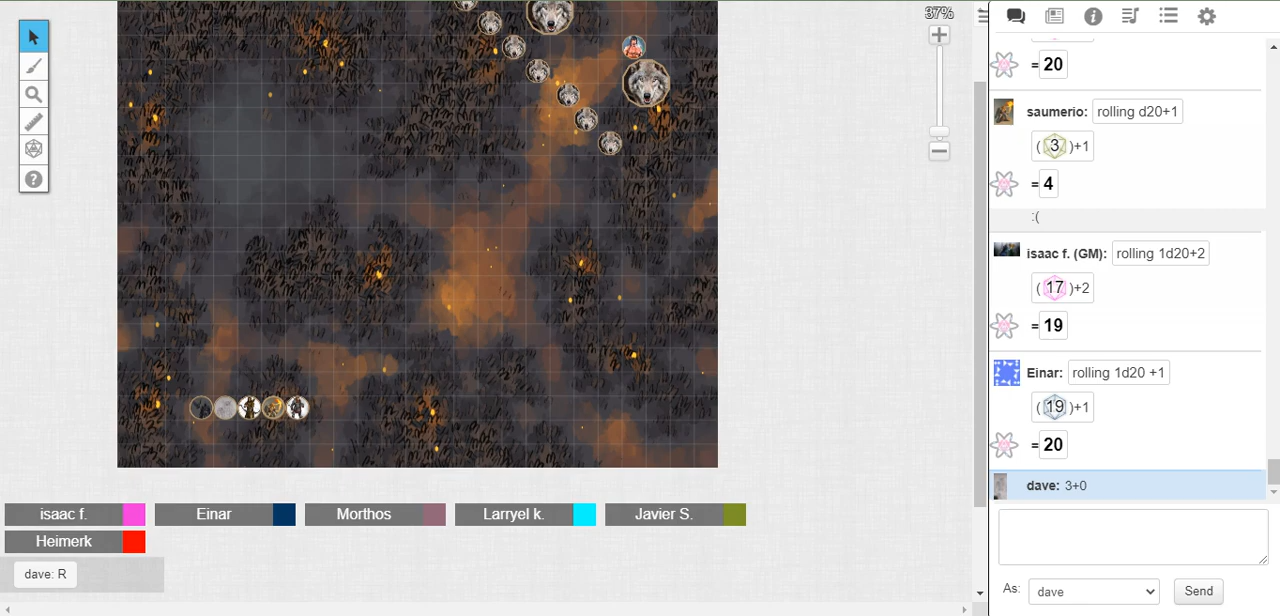 37%
= 20
saumerio: rolling d20+1
( 3 )+1
= 4
:(
isaac f. (GM): rolling 1d20+2
( 17 )+2
= 19
Einar: rolling 1d20 +1
( 19 )+1
= 20
dave: 3+0
isaac f. Einar Morthos Larryel k. Javier S.
Heimerk
dave: R
As: dave Send